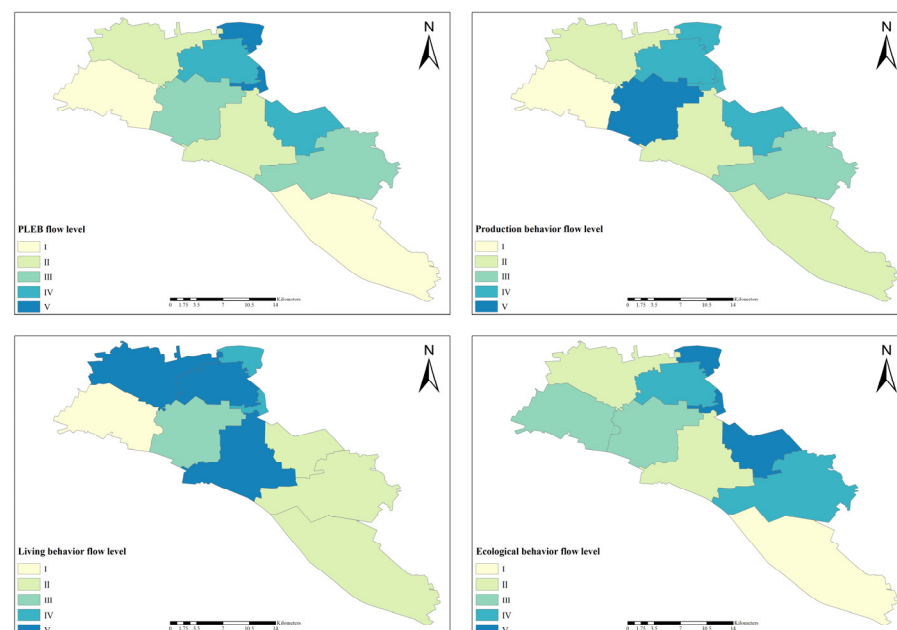 N
PLEB flow level
I
II
III
IV
V
0 1.75 3.5 7 10.5 14 Kilometers
N
Production behavior flow level
I
II
III
IV
V
0 1.75 3.5 7 10.5 14 Kilometers
N
Living behavior flow level
I
II
III
IV
V
0 1.75 3.5 7 10.5 14 Kilometers
N
Ecological behavior flow level
I
II
III
IV
V
0 1.75 3.5 7 10.5 14 Kilometers